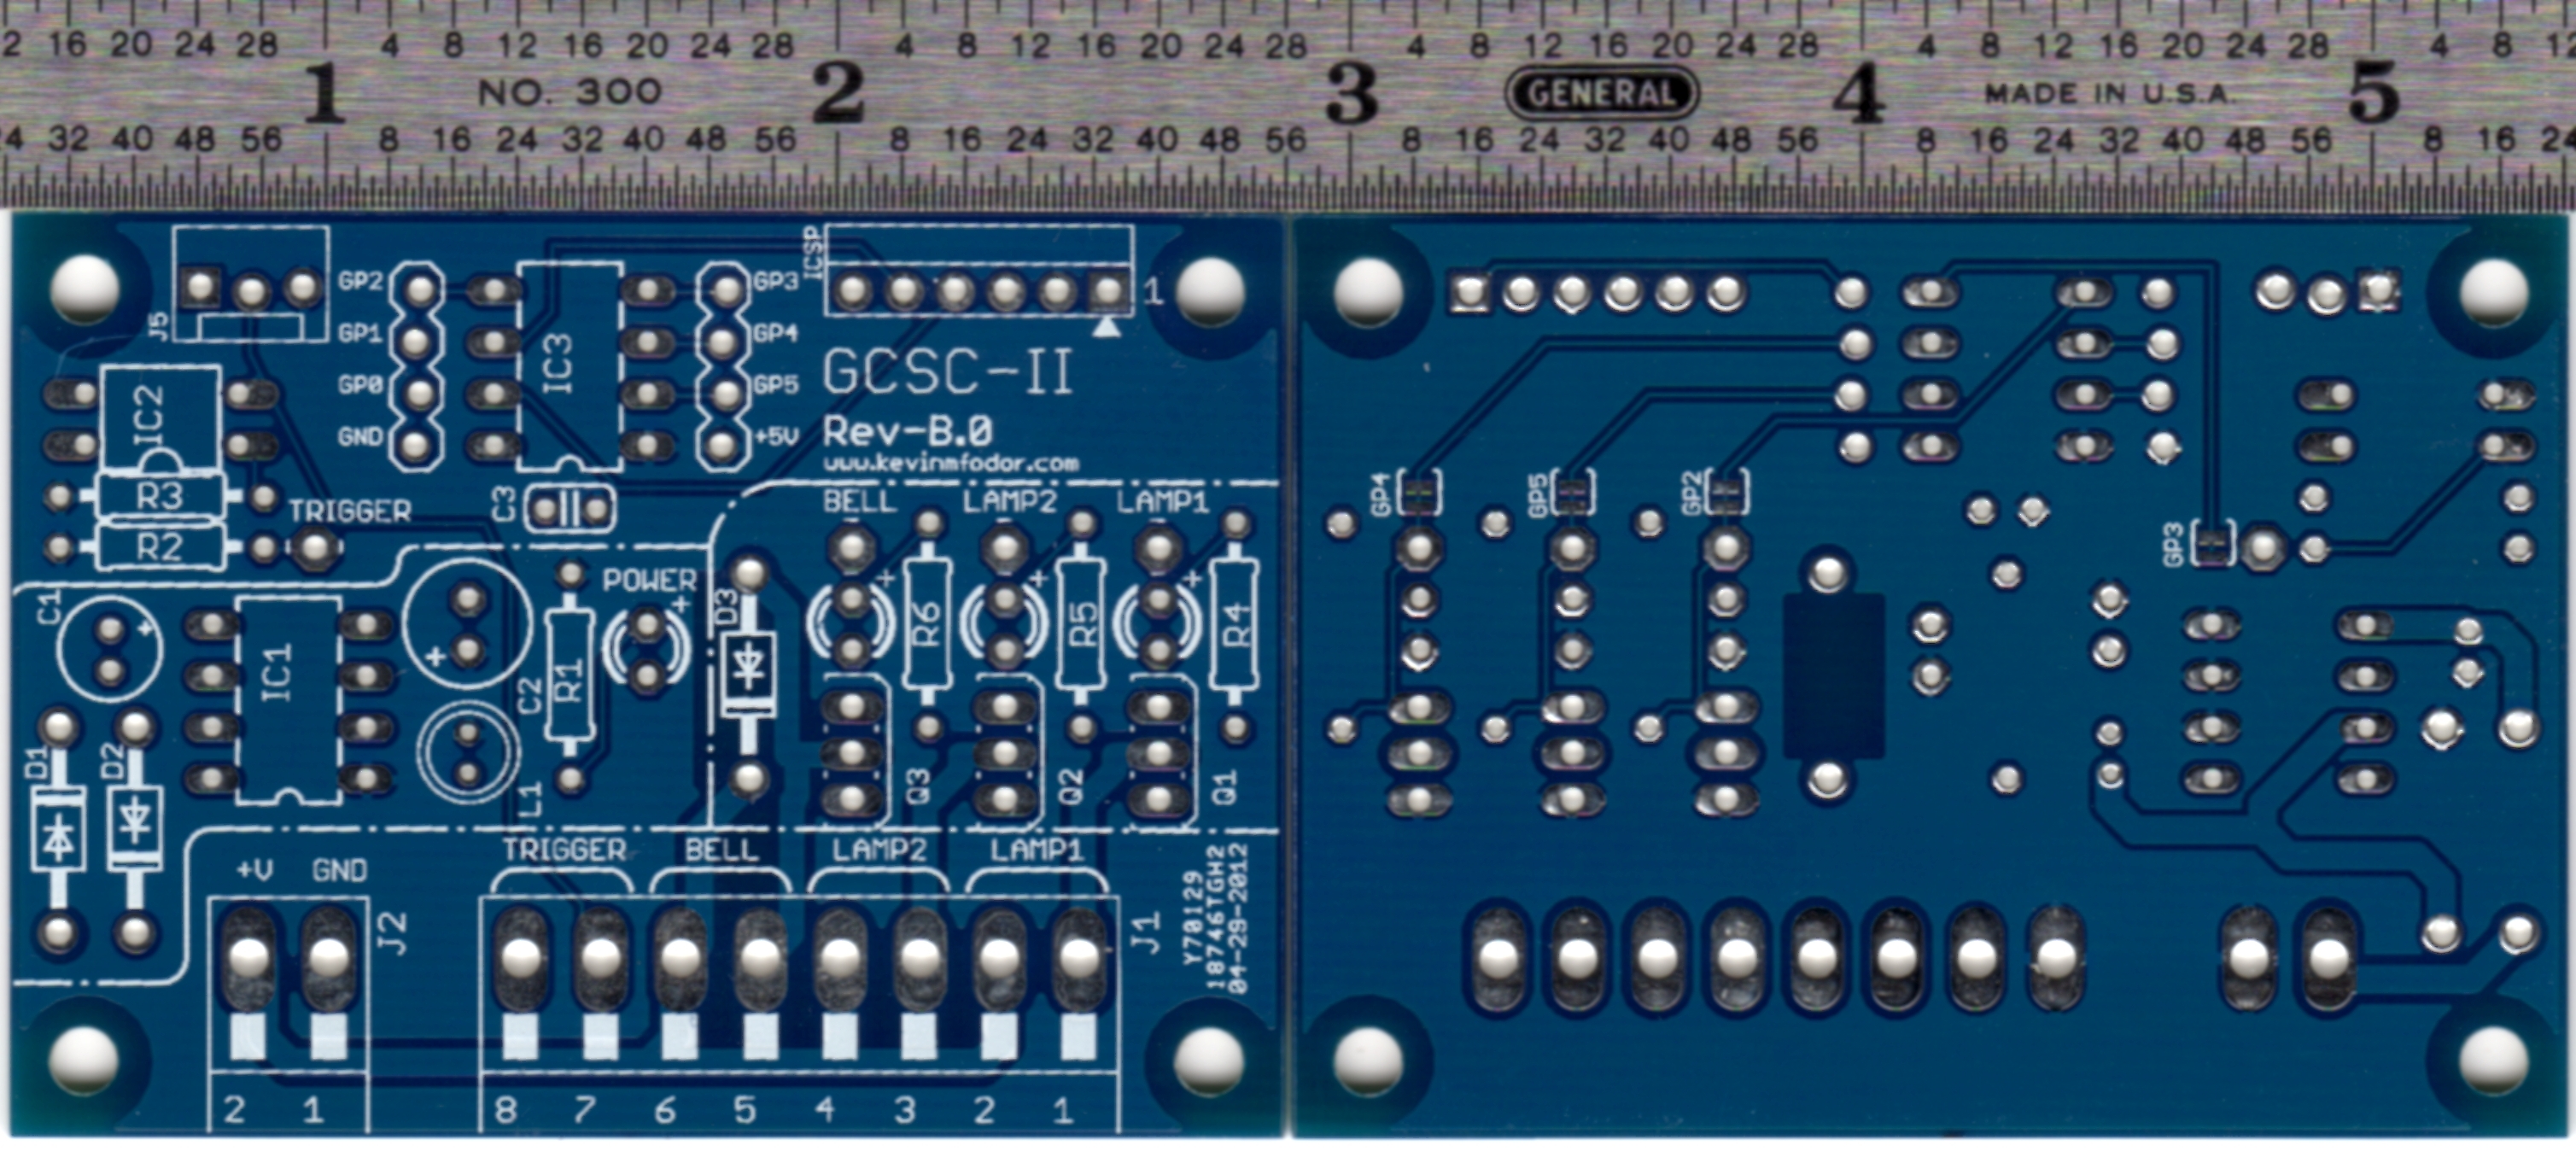 2 16 20 24 28 4 8 12 16 20 24 28 4 8 12 16 20 24 28 4 8 12 16 20 24 28 4 8 12 16 20 24 28 4 8 12
1 NO. 300 2 3 GENERAL 4 MADE IN U.S.A. 5
24 32 40 48 56 8 16 24 32 40 48 56 8 16 24 32 40 48 56 8 16 24 32 40 48 56 8 16 24 32 40 48 56 8 16 24
J5
GP2
GP1
GP0
GND
IC3
GP3
GP4
GP5
+5V
ICSP
1
GCSC-II
Rev-B.0
www.kevinmfodor.com
IC2
R3
R2
TRIGGER
C3
BELL
LAMP2
LAMP1
C1
+
IC1
+
C2
R1
POWER
+
D3
+
R6
+
R5
+
R4
D1
D2
L1
Q3
Q2
Q1
+V GND
TRIGGER BELL LAMP2 LAMP1
J2
J1
Y70129
18746TGH2
04-29-2012
2 1
8 7 6 5 4 3 2 1
GP4
GP5
GP2
GP3